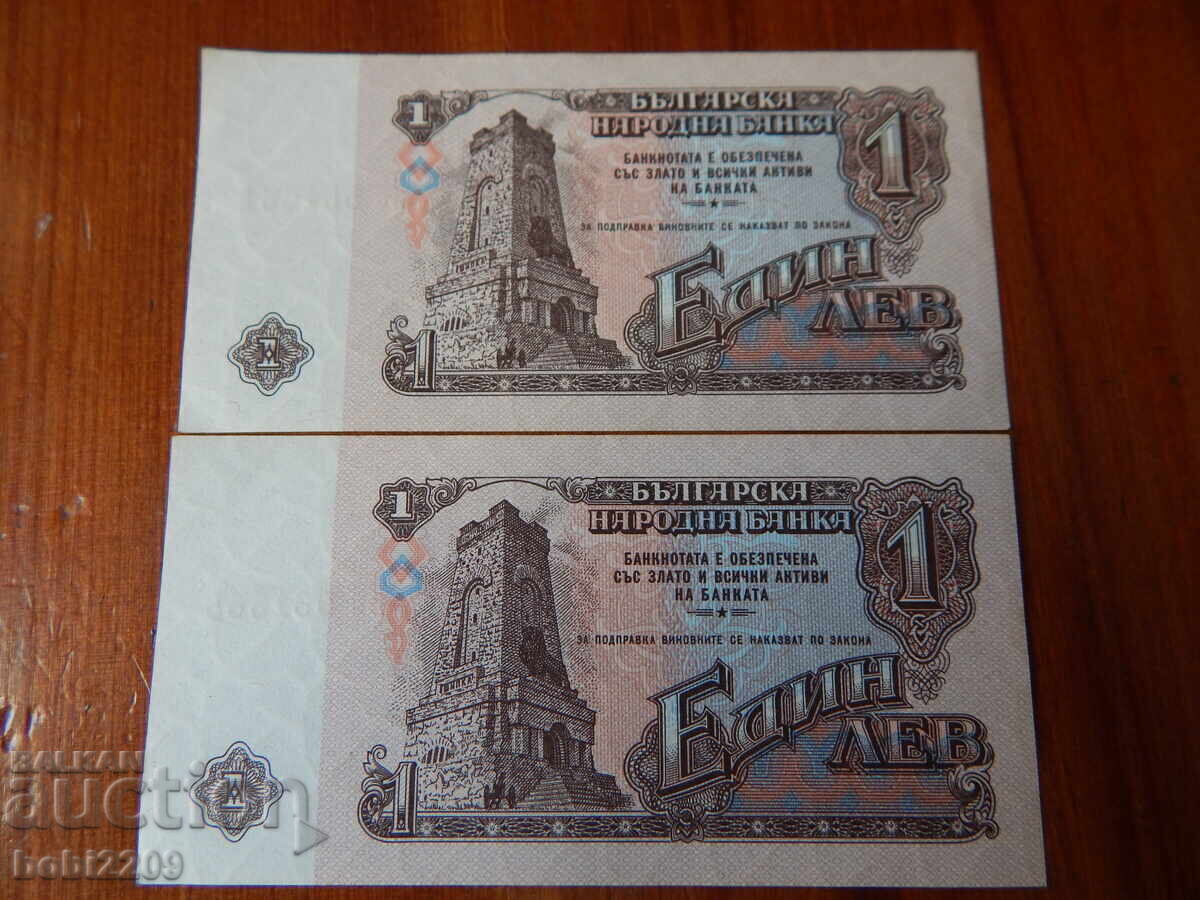 1
БЪЛГАРСКА
НАРОДНА БАНКА
1
БАНКНОТАТА Е ОБЕЗПЕЧЕНА
СЪС ЗЛАТО И ВСИЧКИ АКТИВИ
НА БАНКАТА
ЗА ПОДПРАВКА ВИНОВНИТЕ СЕ НАКАЗВАТ ПО ЗАКОНА
ЕДИН
ЛЕВ
1
1
1
БЪЛГАРСКА
НАРОДНА БАНКА
1
БАНКНОТАТА Е ОБЕЗПЕЧЕНА
СЪС ЗЛАТО И ВСИЧКИ АКТИВИ
НА БАНКАТА
ЗА ПОДПРАВКА ВИНОВНИТЕ СЕ НАКАЗВАТ ПО ЗАКОНА
ЕДИН
ЛЕВ
1
1
BALKAN
auction
bobi2209